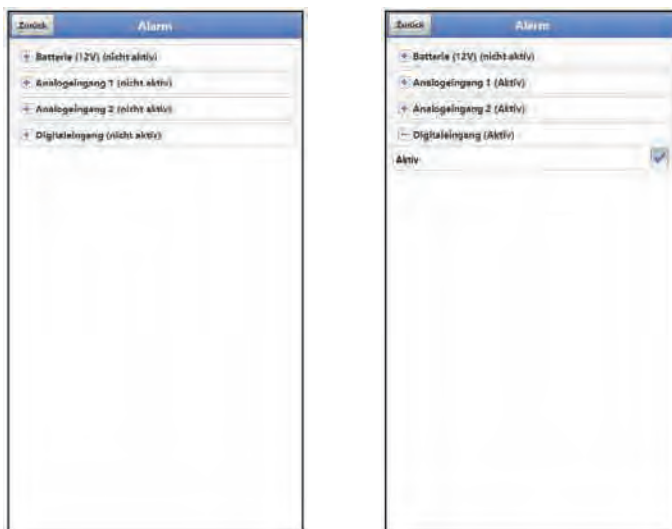 Zurück Alarm
Batterie (12V) (nicht aktiv)
Analogeingang 1 (nicht aktiv)
Analogeingang 2 (nicht aktiv)
Digitaleingang (nicht aktiv)
Zurück Alarm
Batterie (12V) (nicht aktiv)
Analogeingang 1 (Aktiv)
Analogeingang 2 (Aktiv)
Digitaleingang (Aktiv)
Aktiv